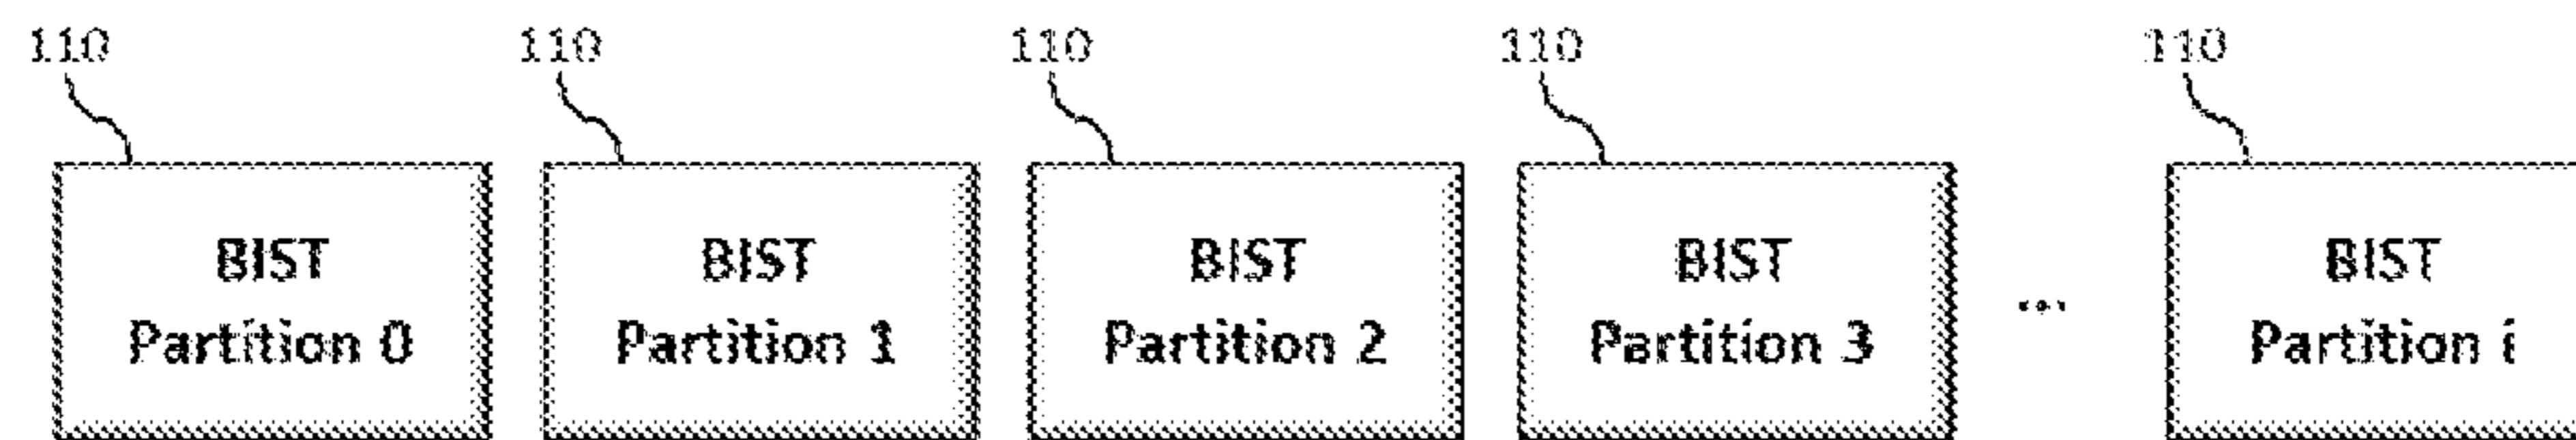 110 110 110 110 110
BIST BIST BIST BIST ... BIST
Partition 0 Partition 1 Partition 2 Partition 3 Partition i